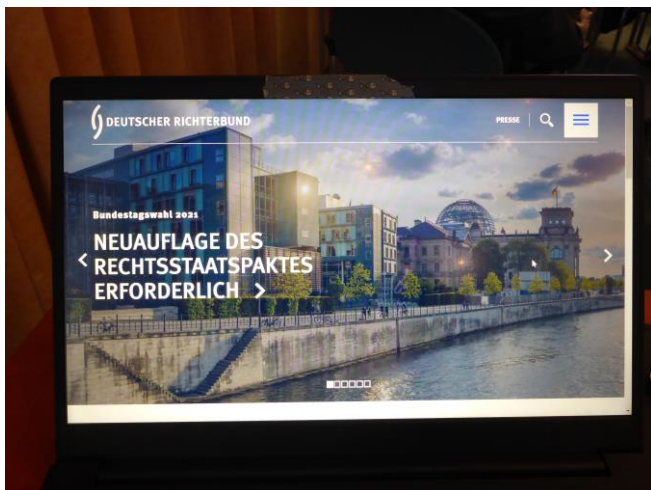 DEUTSCHER RICHTERBUND
PRESSE
Bundestagswahl 2021
NEUAUFLAGE DES
RECHTSSTAATSPAKTES
ERFORDERLICH